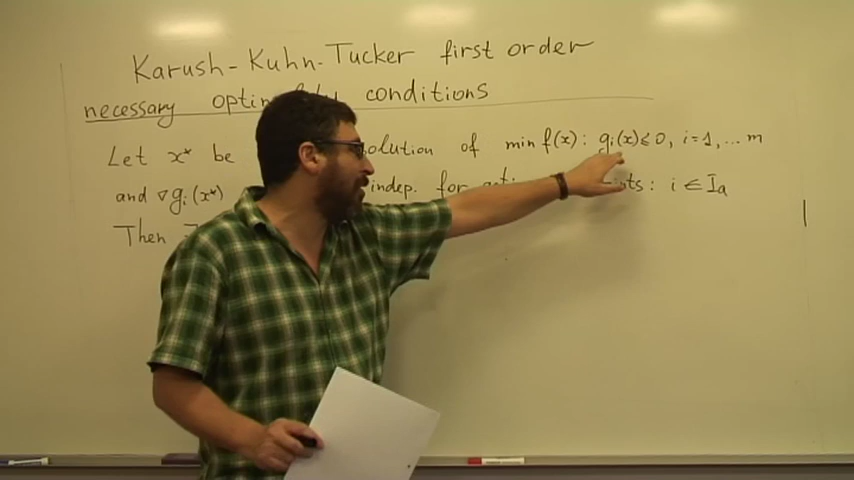 Karush-Kuhn-Tucker first order
necessary conditions
Let x* be solution of min f(x): gi(x)≤0, i=1,...m
and ∇gi(x*) indep. for : i ∈ Ia
Then